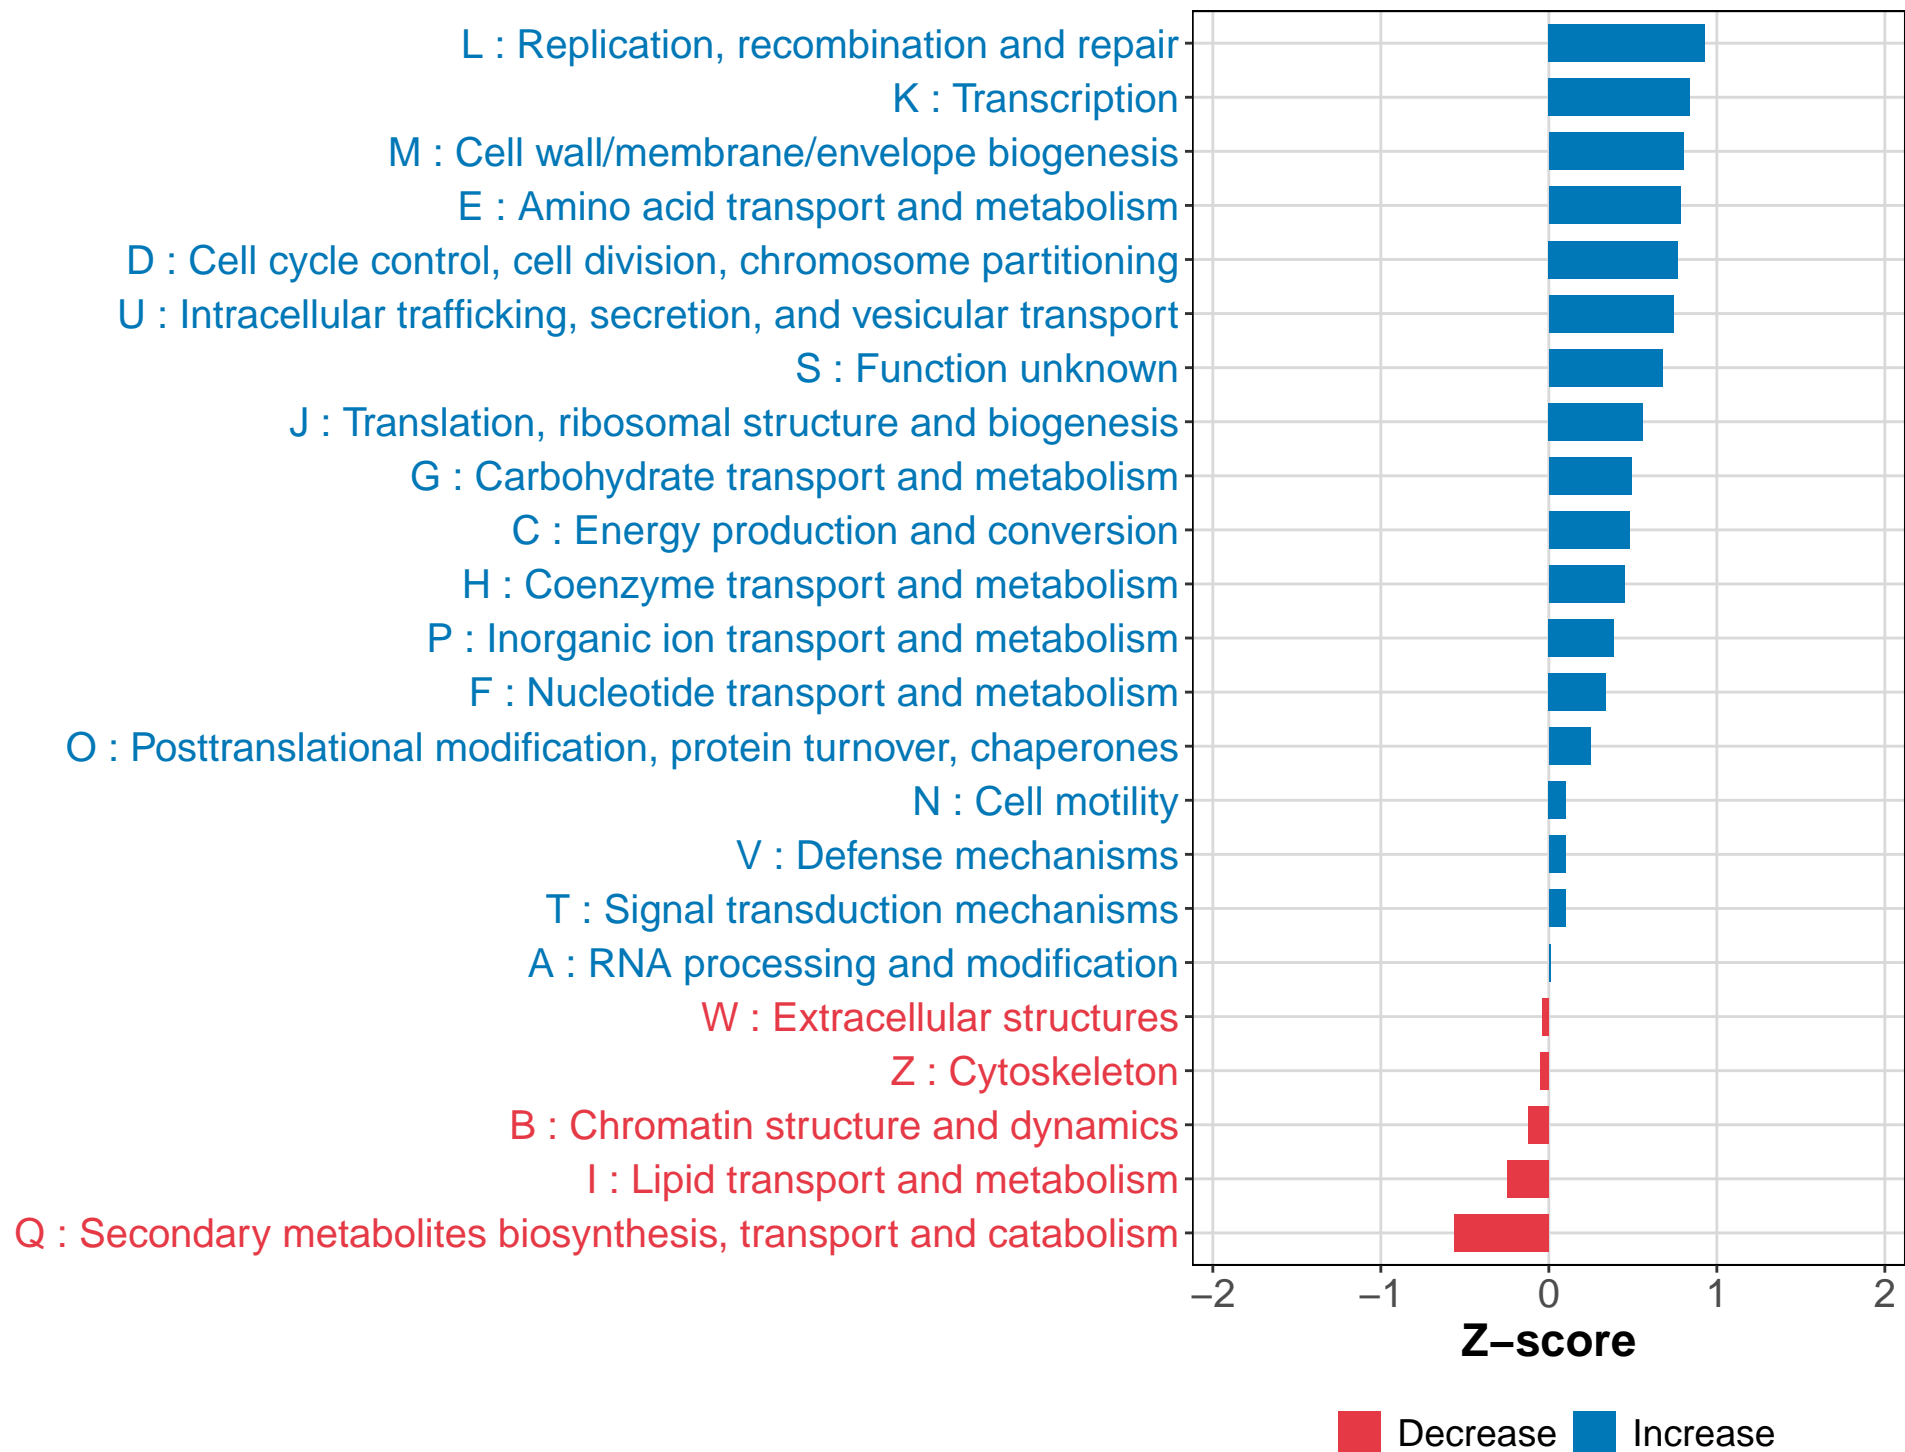 L : Replication, recombination and repair
K : Transcription
M : Cell wall/membrane/envelope biogenesis
E : Amino acid transport and metabolism
D : Cell cycle control, cell division, chromosome partitioning
U : Intracellular trafficking, secretion, and vesicular transport
S : Function unknown
J : Translation, ribosomal structure and biogenesis
G : Carbohydrate transport and metabolism
C : Energy production and conversion
H : Coenzyme transport and metabolism
P : Inorganic ion transport and metabolism
F : Nucleotide transport and metabolism
O : Posttranslational modification, protein turnover, chaperones
N : Cell motility
V : Defense mechanisms
T : Signal transduction mechanisms
A : RNA processing and modification
W : Extracellular structures
Z : Cytoskeleton
B : Chromatin structure and dynamics
I : Lipid transport and metabolism
Q : Secondary metabolites biosynthesis, transport and catabolism
−2 −1 0 1 2
Z−score
Decrease Increase